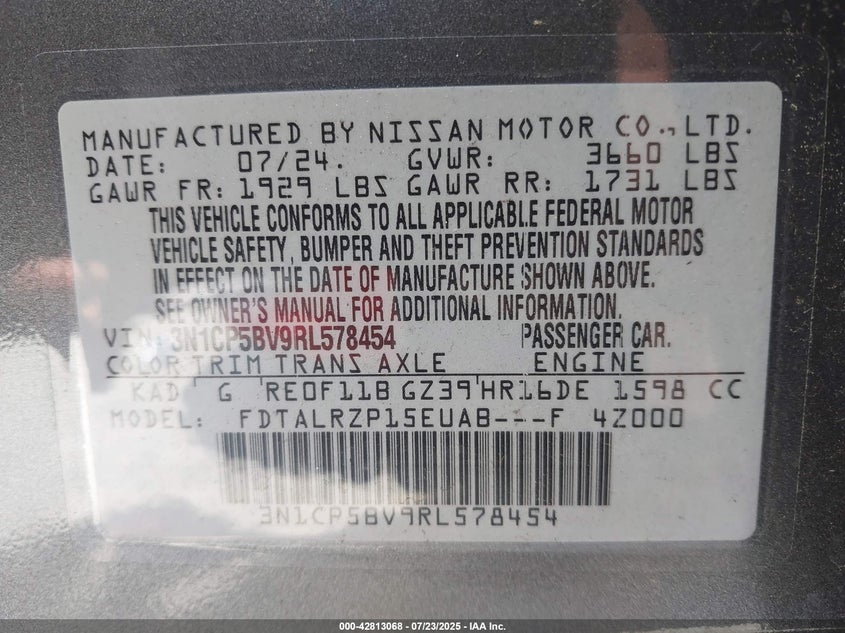 MANUFACTURED BY NISSAN MOTOR CO., LTD.
DATE: 07/24. GVWR: 3660 LBS
GAWR FR: 1929 LBS GAWR RR: 1731 LBS
THIS VEHICLE CONFORMS TO ALL APPLICABLE FEDERAL MOTOR
VEHICLE SAFETY, BUMPER AND THEFT PREVENTION STANDARDS
IN EFFECT ON THE DATE OF MANUFACTURE SHOWN ABOVE.
SEE OWNER'S MANUAL FOR ADDITIONAL INFORMATION.
VIN: 3N1CP5BV9RL578454 PASSENGER CAR.
COLOR TRIM TRANS AXLE ENGINE
KAD G RE0F11B GZ39 HR16DE 1598 CC
MODEL: FDTALRZP15EUAB---F 4Z000
3N1CP5BV9RL578454
000-42813068 | 07/23/2025 - IAA Inc.